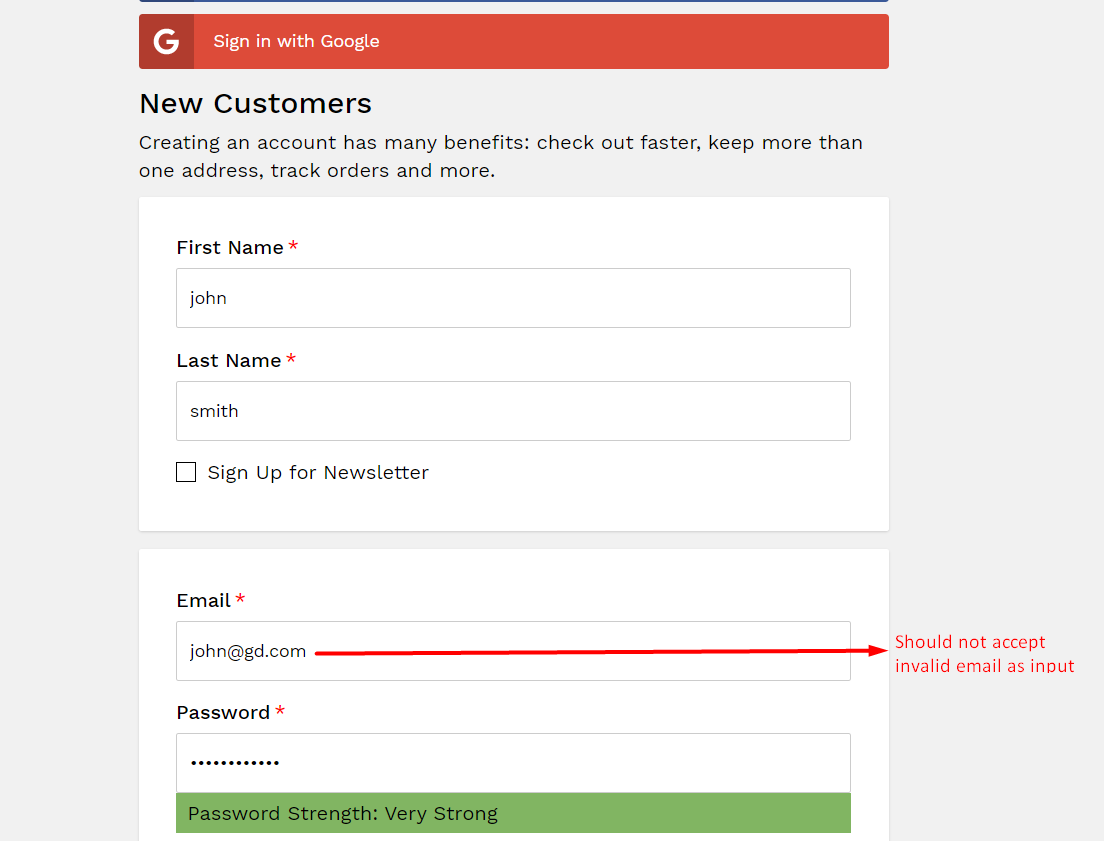 G Sign in with Google
New Customers
Creating an account has many benefits: check out faster, keep more than
one address, track orders and more.
First Name *
john
Last Name *
smith
Sign Up for Newsletter
Email *
john@gd.com
Should not accept
invalid email as input
Password *
••••••••••••
Password Strength: Very Strong